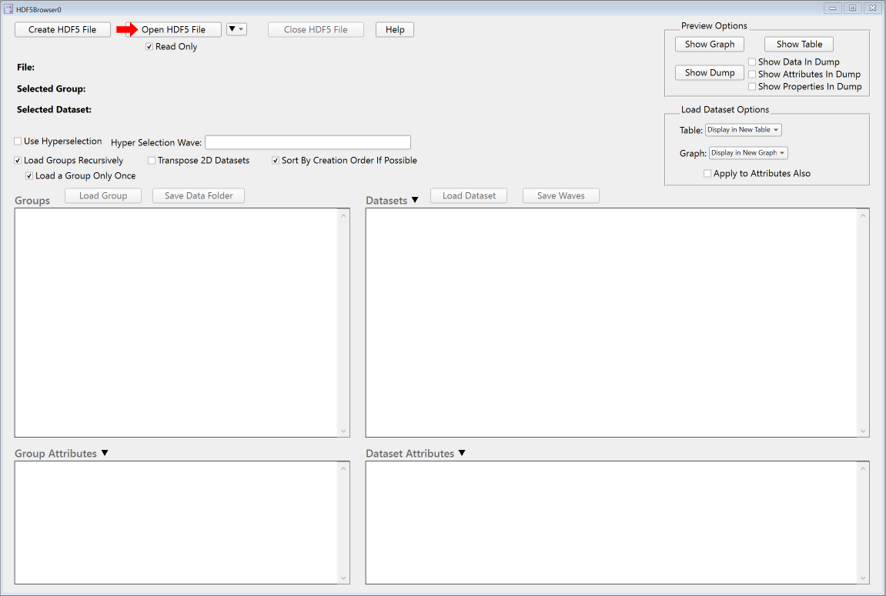 HDF5Browser0
Create HDF5 File Open HDF5 File Close HDF5 File Help
Read Only
File:
Selected Group:
Selected Dataset:
Preview Options
Show Graph Show Table
Show Dump
Show Data In Dump
Show Attributes In Dump
Show Properties In Dump
Load Dataset Options
Table: Display in New Table
Graph: Display in New Graph
Apply to Attributes Also
Use Hyperselection Hyper Selection Wave:
Load Groups Recursively Transpose 2D Datasets Sort By Creation Order If Possible
Load a Group Only Once
Groups Load Group Save Data Folder
Datasets Load Dataset Save Waves
Group Attributes
Dataset Attributes